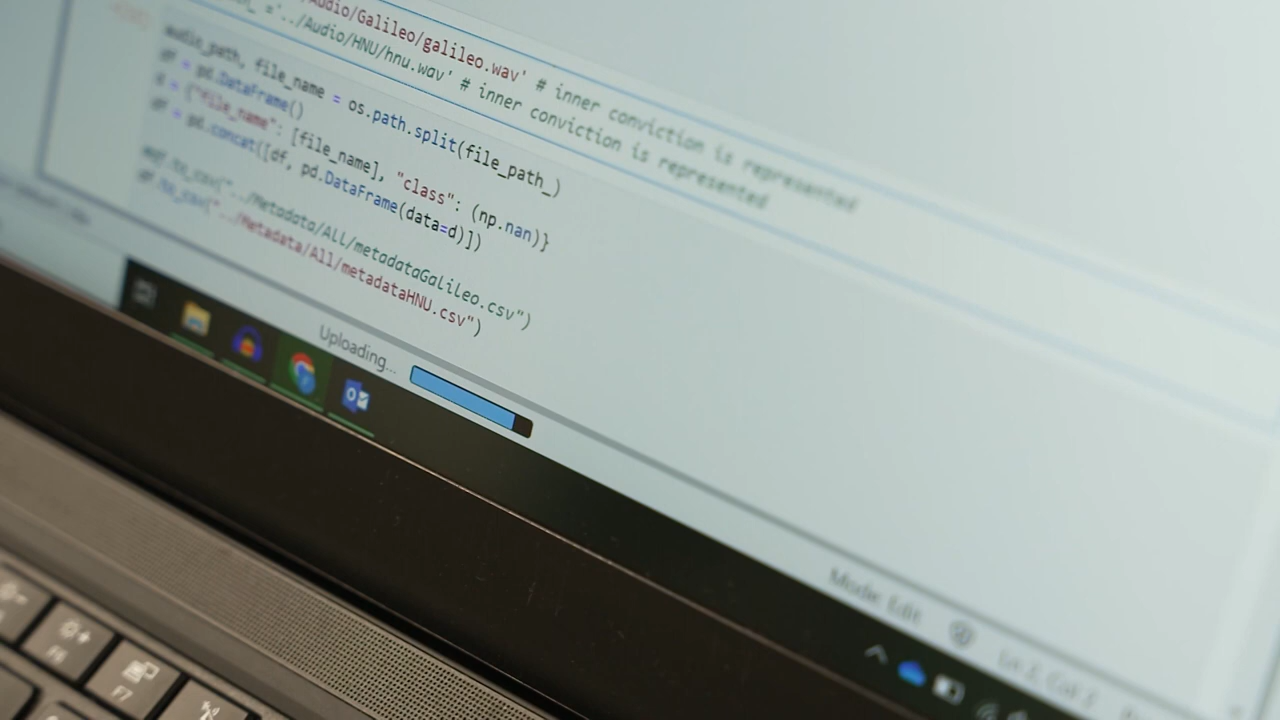 Audio/Galileo/galileo.wav' # inner conviction is represented
='../Audio/HNU/hnu.wav' # inner conviction is represented
audio_path, file_name = os.path.split(file_path_)
df = pd.DataFrame()
d = {"file_name": [file_name], "class": (np.nan)}
df = pd.concat([df, pd.DataFrame(data=d)])
("../Metadata/ALL/metadataGalileo.csv")
df.to_csv("../Metadata/All/metadataHNU.csv")
Uploading...
Mode: Edit
F6
F7